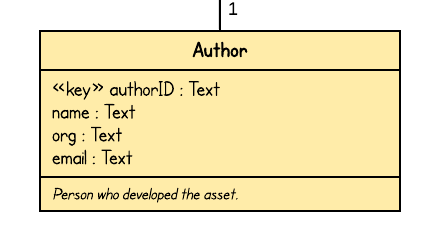 1
Author
«key» authorID : Text
name : Text
org : Text
email : Text
Person who developed the asset.